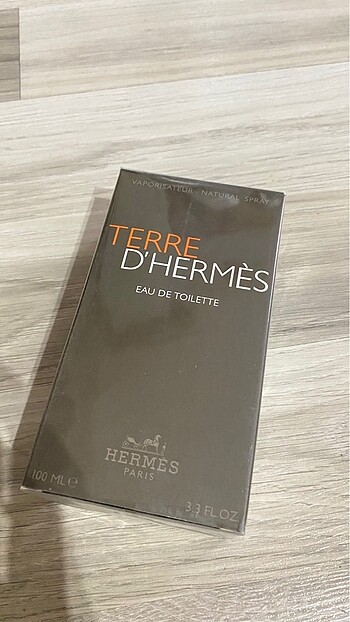 VAPORISATEUR - NATURAL SPRAY
TERRE
D'HERMÈS
EAU DE TOILETTE
HERMÈS
PARIS
100 ML ℮ 3.3 FL.OZ.